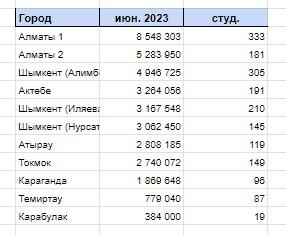 Город июн. 2023 студ.
Алматы 1 8 548 303 333
Алматы 2 5 283 950 181
Шымкент (Алимб 4 946 725 305
Актебе 3 264 056 191
Шымкент (Иляев 3 167 548 210
Шымкент (Нурсат 3 062 450 145
Атырау 2 808 185 119
Токмок 2 740 072 149
Караганда 1 869 648 96
Темиртау 779 040 87
Карабулак 384 000 19